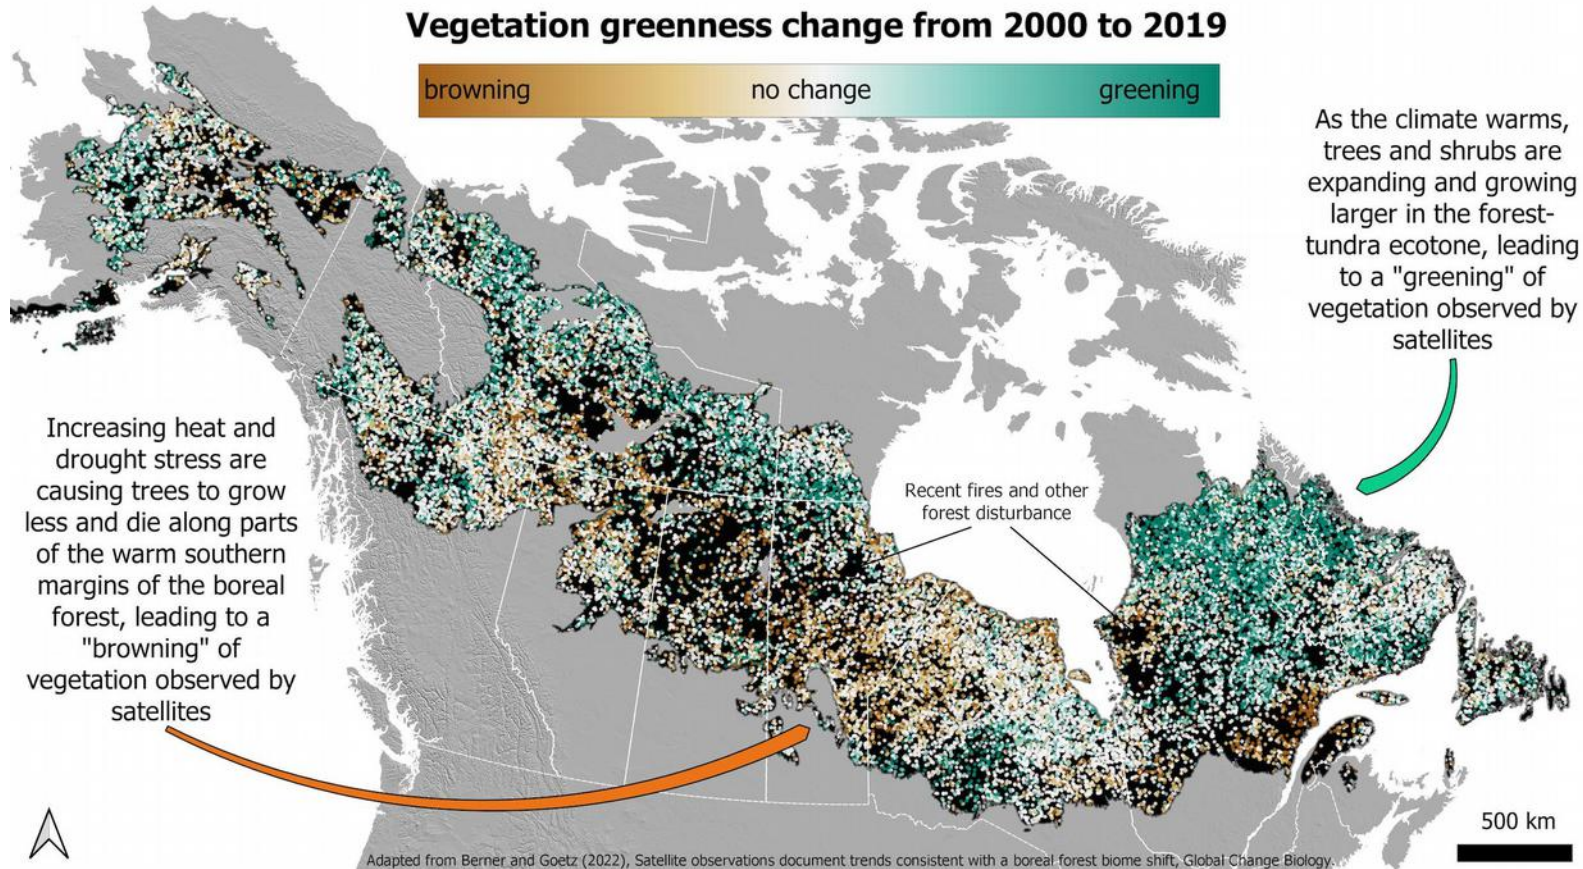 Vegetation greenness change from 2000 to 2019
browning
no change
greening
As the climate warms,
trees and shrubs are
expanding and growing
larger in the forest-
tundra ecotone, leading
to a "greening" of
vegetation observed by
satellites
Increasing heat and
drought stress are
causing trees to grow
less and die along parts
of the warm southern
margins of the boreal
forest, leading to a
"browning" of
vegetation observed by
satellites
Recent fires and other
forest disturbance
500 km
Adapted from Berner and Goetz (2022), Satellite observations document trends consistent with a boreal forest biome shift, Global Change Biology.